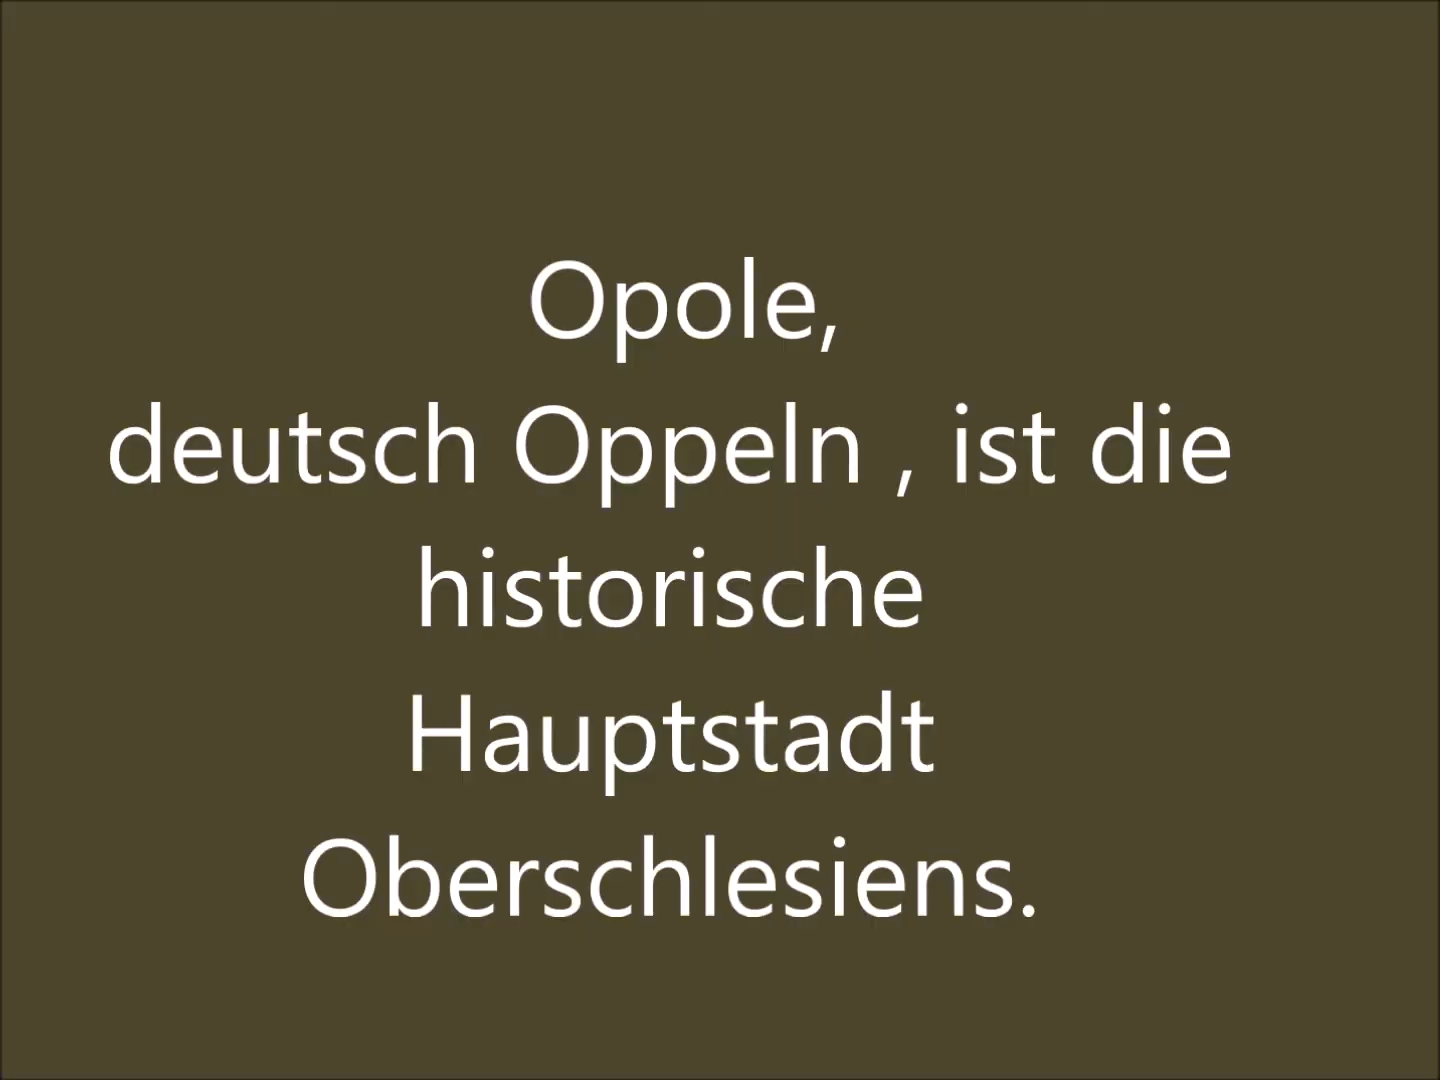 Opole,
deutsch Oppeln , ist die
historische
Hauptstadt
Oberschlesiens.